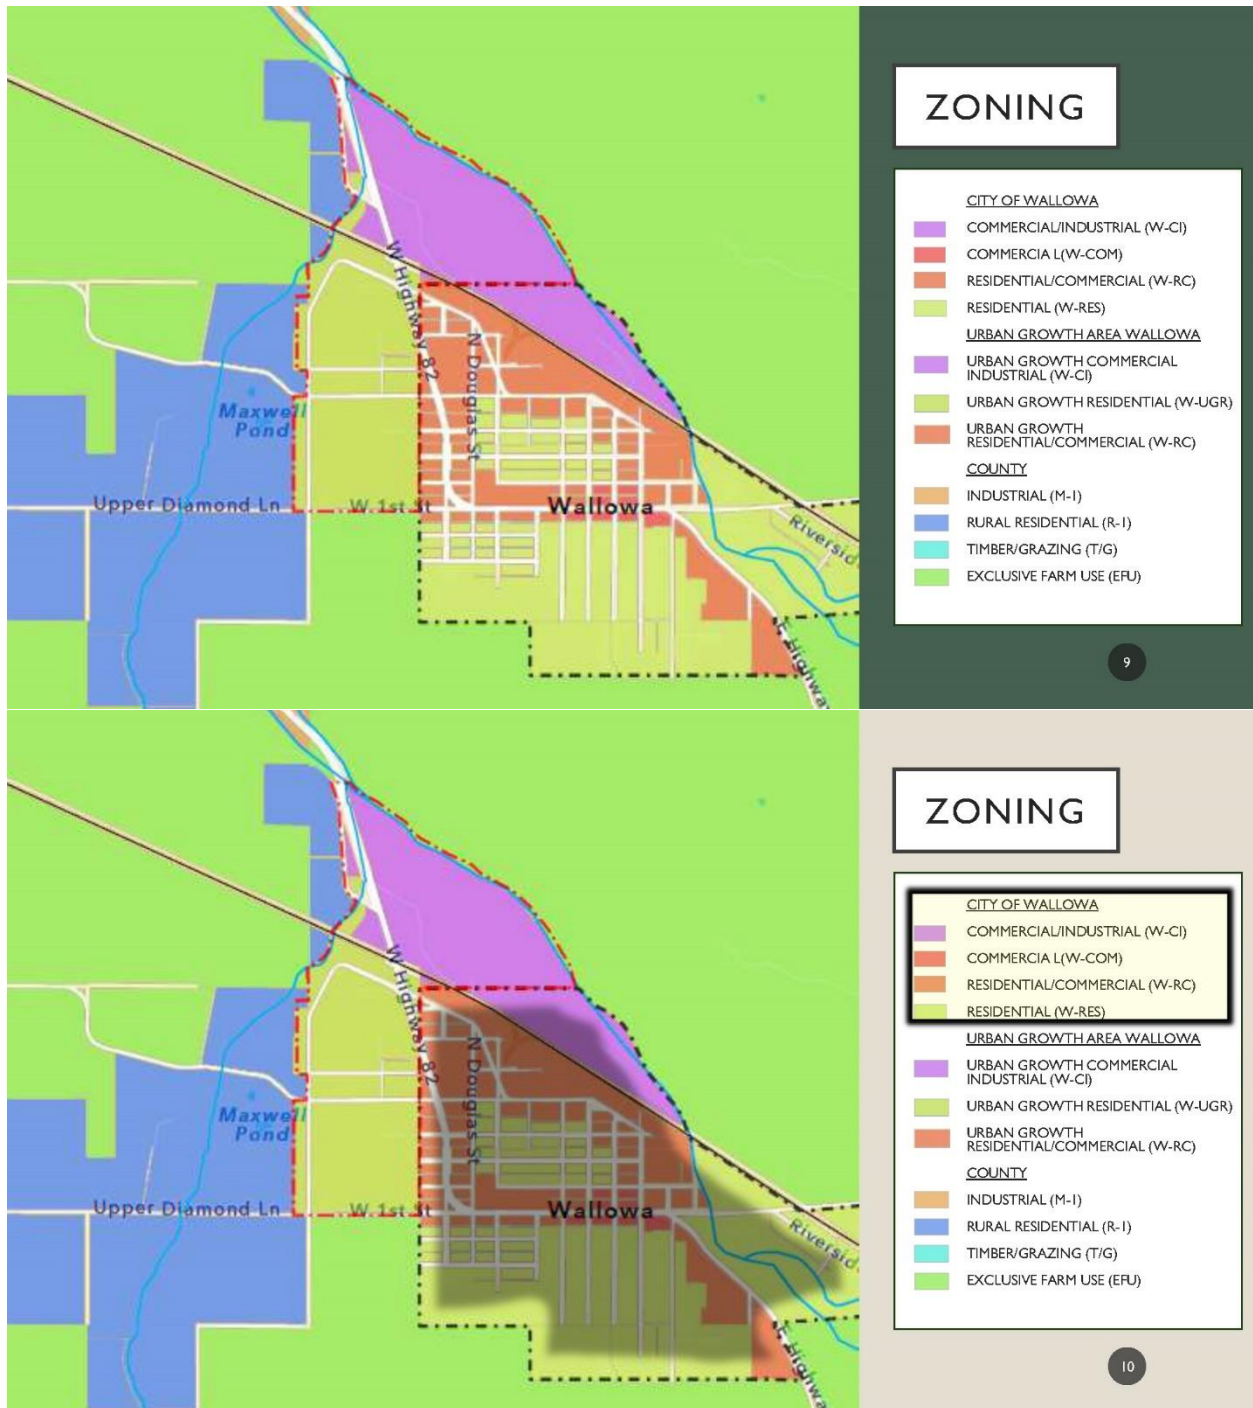 ZONING
CITY OF WALLOWA
COMMERCIAL/INDUSTRIAL (W-CI)
COMMERCIA L(W-COM)
RESIDENTIAL/COMMERCIAL (W-RC)
RESIDENTIAL (W-RES)
URBAN GROWTH AREA WALLOWA
URBAN GROWTH COMMERCIAL
INDUSTRIAL (W-CI)
URBAN GROWTH RESIDENTIAL (W-UGR)
URBAN GROWTH
RESIDENTIAL/COMMERCIAL (W-RC)
COUNTY
INDUSTRIAL (M-1)
RURAL RESIDENTIAL (R-1)
TIMBER/GRAZING (T/G)
EXCLUSIVE FARM USE (EFU)
9
W Highway 82
N Douglas St
Maxwell
Pond
Upper Diamond Ln
W 1st St
Wallowa
Riversid
E Highwa
ZONING
CITY OF WALLOWA
COMMERCIAL/INDUSTRIAL (W-CI)
COMMERCIA L(W-COM)
RESIDENTIAL/COMMERCIAL (W-RC)
RESIDENTIAL (W-RES)
URBAN GROWTH AREA WALLOWA
URBAN GROWTH COMMERCIAL
INDUSTRIAL (W-CI)
URBAN GROWTH RESIDENTIAL (W-UGR)
URBAN GROWTH
RESIDENTIAL/COMMERCIAL (W-RC)
COUNTY
INDUSTRIAL (M-1)
RURAL RESIDENTIAL (R-1)
TIMBER/GRAZING (T/G)
EXCLUSIVE FARM USE (EFU)
10
W Highway 82
N Douglas St
Maxwell
Pond
Upper Diamond Ln
W 1st St
Wallowa
Riversid
E Highwa